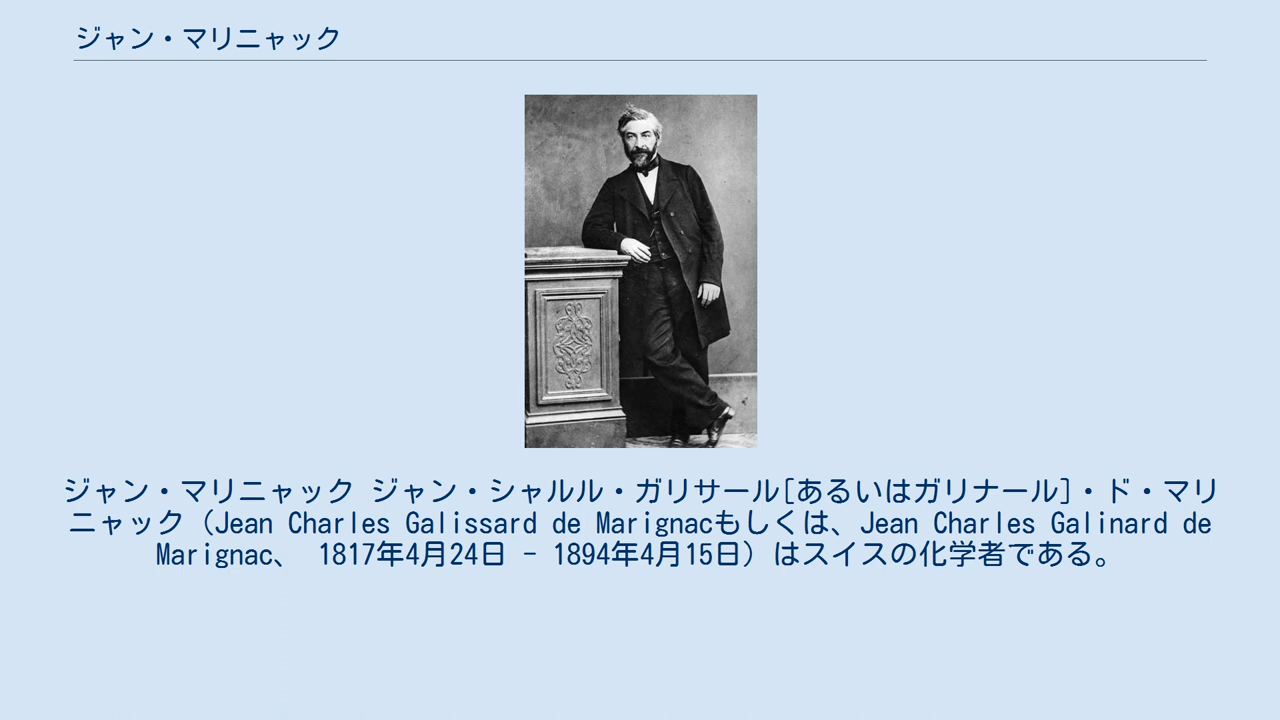 ジャン・マリニャック
ジャン・マリニャック ジャン・シャルル・ガリサール[あるいはガリナール]・ド・マリ
ニャック（Jean Charles Galissard de Marignacもしくは、Jean Charles Galinard de
Marignac、 1817年4月24日 - 1894年4月15日）はスイスの化学者である。